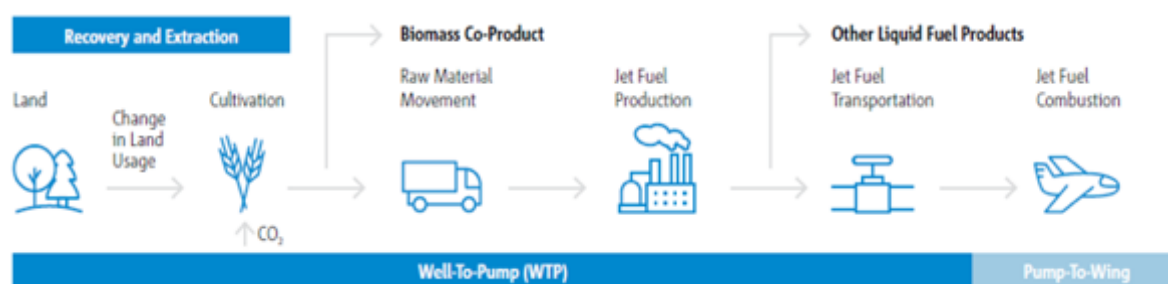 Recovery and Extraction
Biomass Co-Product
Other Liquid Fuel Products
Land
Change
in Land
Usage
Cultivation
CO₂
Raw Material
Movement
Jet Fuel
Production
Jet Fuel
Transportation
Jet Fuel
Combustion
Well-To-Pump (WTP)
Pump-To-Wing